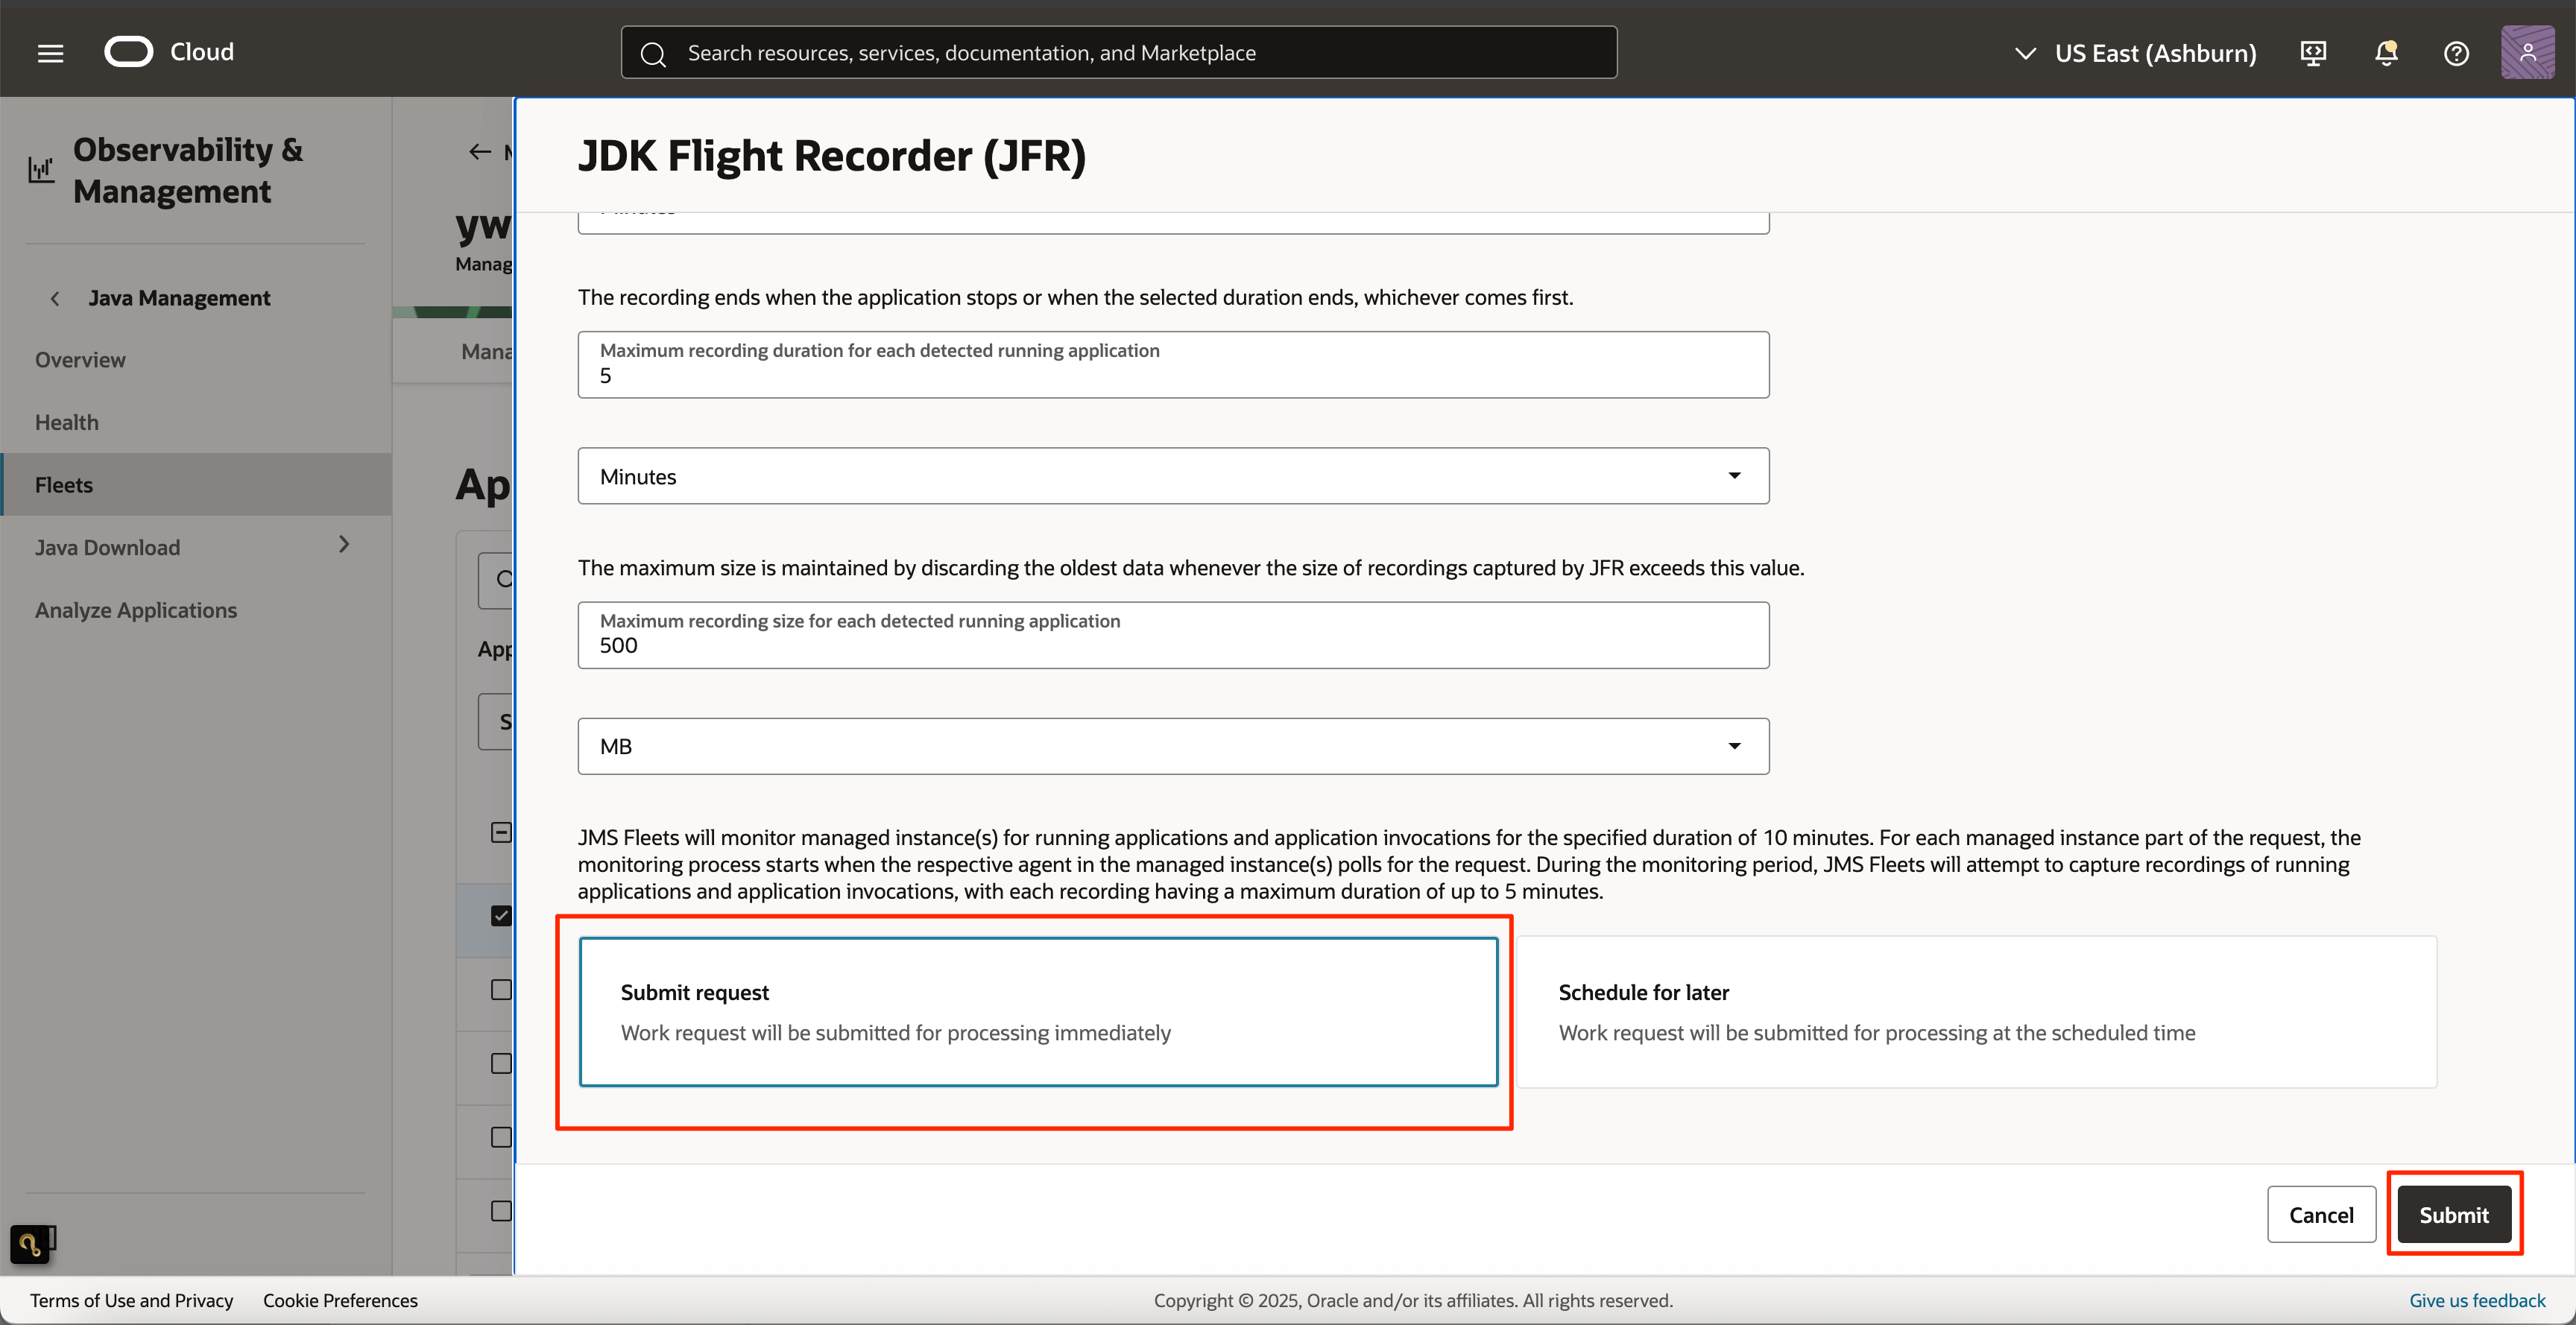 Cloud
Search resources, services, documentation, and Marketplace
US East (Ashburn)
Observability &
Management
Java Management
Overview
Health
Fleets
Java Download
Analyze Applications
yw
Manag
Mana
Ap
App
S
JDK Flight Recorder (JFR)
The recording ends when the application stops or when the selected duration ends, whichever comes first.
Maximum recording duration for each detected running application
5
Minutes
The maximum size is maintained by discarding the oldest data whenever the size of recordings captured by JFR exceeds this value.
Maximum recording size for each detected running application
500
MB
JMS Fleets will monitor managed instance(s) for running applications and application invocations for the specified duration of 10 minutes. For each managed instance part of the request, the
monitoring process starts when the respective agent in the managed instance(s) polls for the request. During the monitoring period, JMS Fleets will attempt to capture recordings of running
applications and application invocations, with each recording having a maximum duration of up to 5 minutes.
Submit request
Work request will be submitted for processing immediately
Schedule for later
Work request will be submitted for processing at the scheduled time
Cancel
Submit
Terms of Use and Privacy
Cookie Preferences
Copyright © 2025, Oracle and/or its affiliates. All rights reserved.
Give us feedback